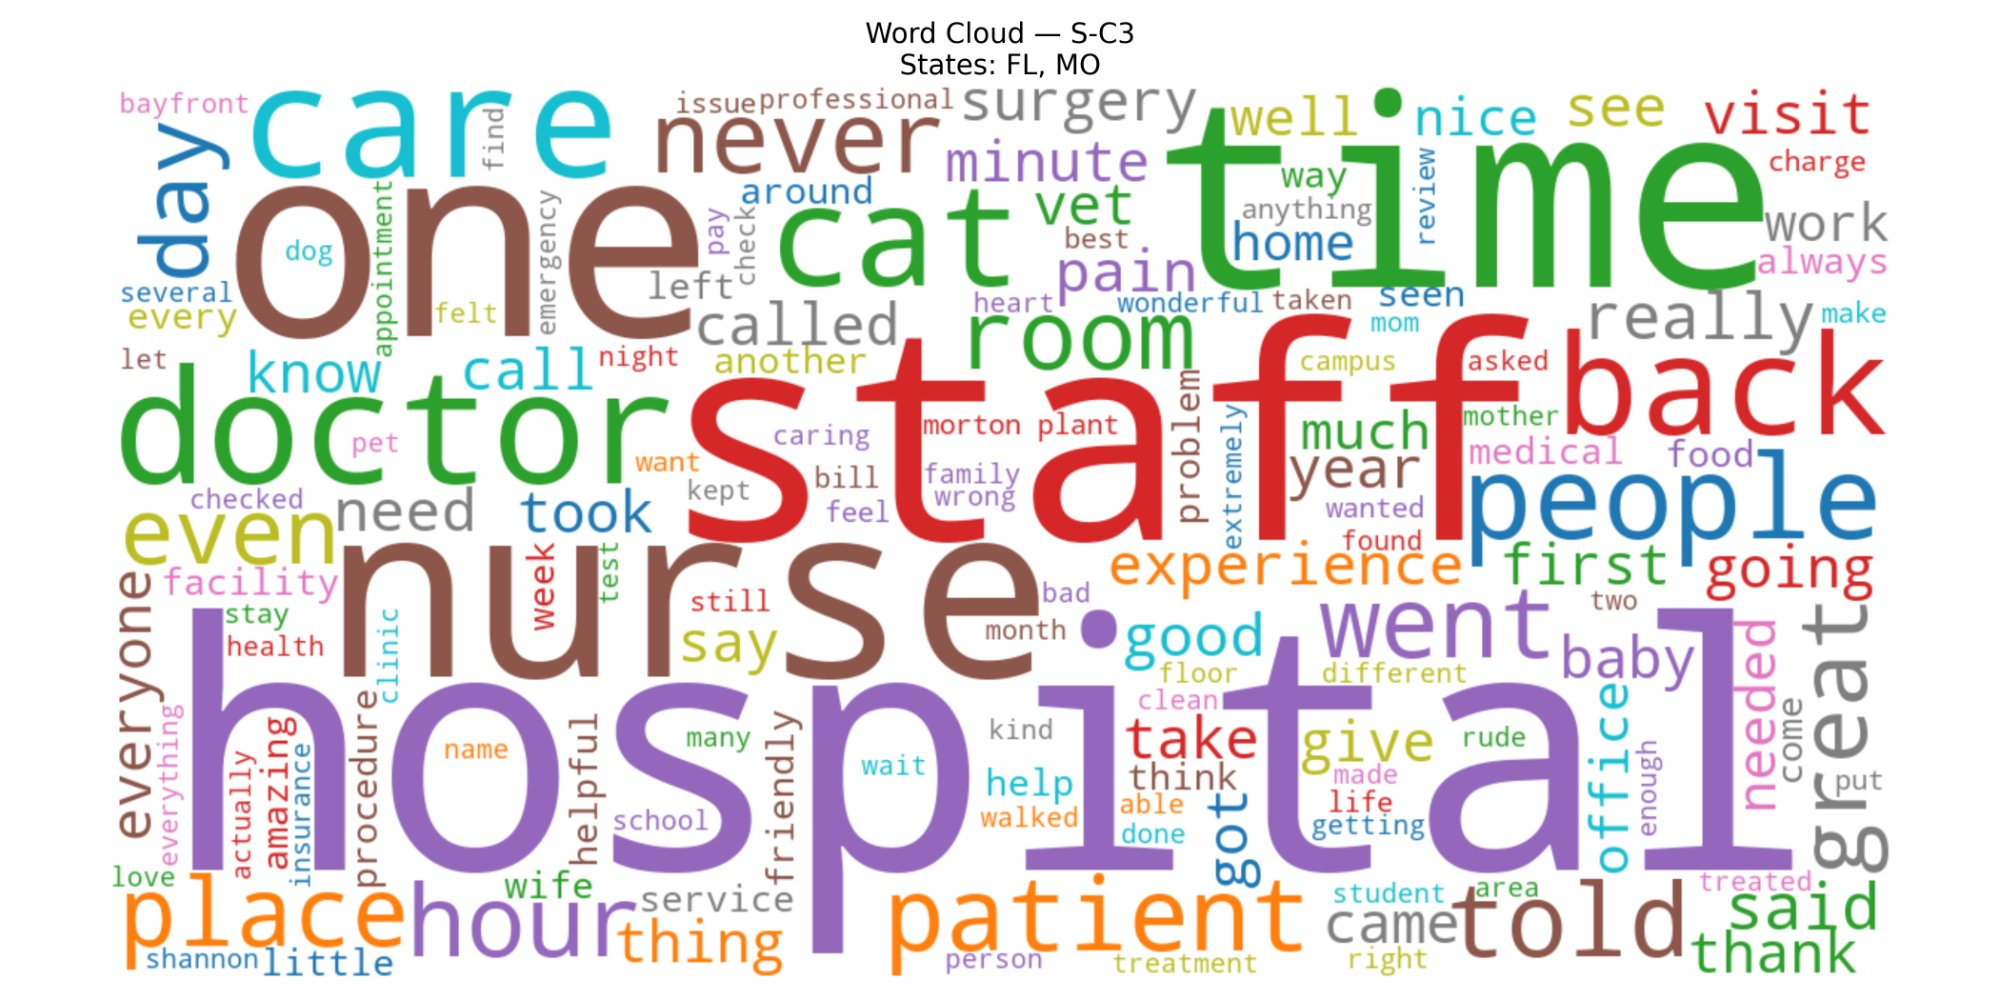 Word Cloud — S-C3
States: FL, MO
bayfront
care
find
issue
professional
surgery
never
minute
time
well
nice
see
visit
charge
day
one
dog
appointment
emergency
around
pay
check
cat
vet
best
way
anything
review
home
work
always
several
every
felt
left
called
pain
heart
wonderful
taken
seen
mom
really
make
let
know
call
night
another
room
campus
asked
back
doctor
pet
staff
caring
morton plant
problem
extremely
much
mother
medical
food
want
bill
family
wrong
year
kept
feel
wanted
people
checked
even
need
took
found
facility
nurse
week
test
still
bad
experience
first
going
everyone
stay
health
clinic
say
month
good
went
two
baby
floor
different
needed
great
hospital
everything
actually
amazing
insurance
procedure
name
helpful
many
friendly
school
wait
kind
clean
take
help
think
walked
able
done
got
give
rude
made
life
getting
office
enough
come
put
love
place
shannon
little
hour
wife
service
thing
patient
person
treatment
student
area
came
right
told
treated
said
thank